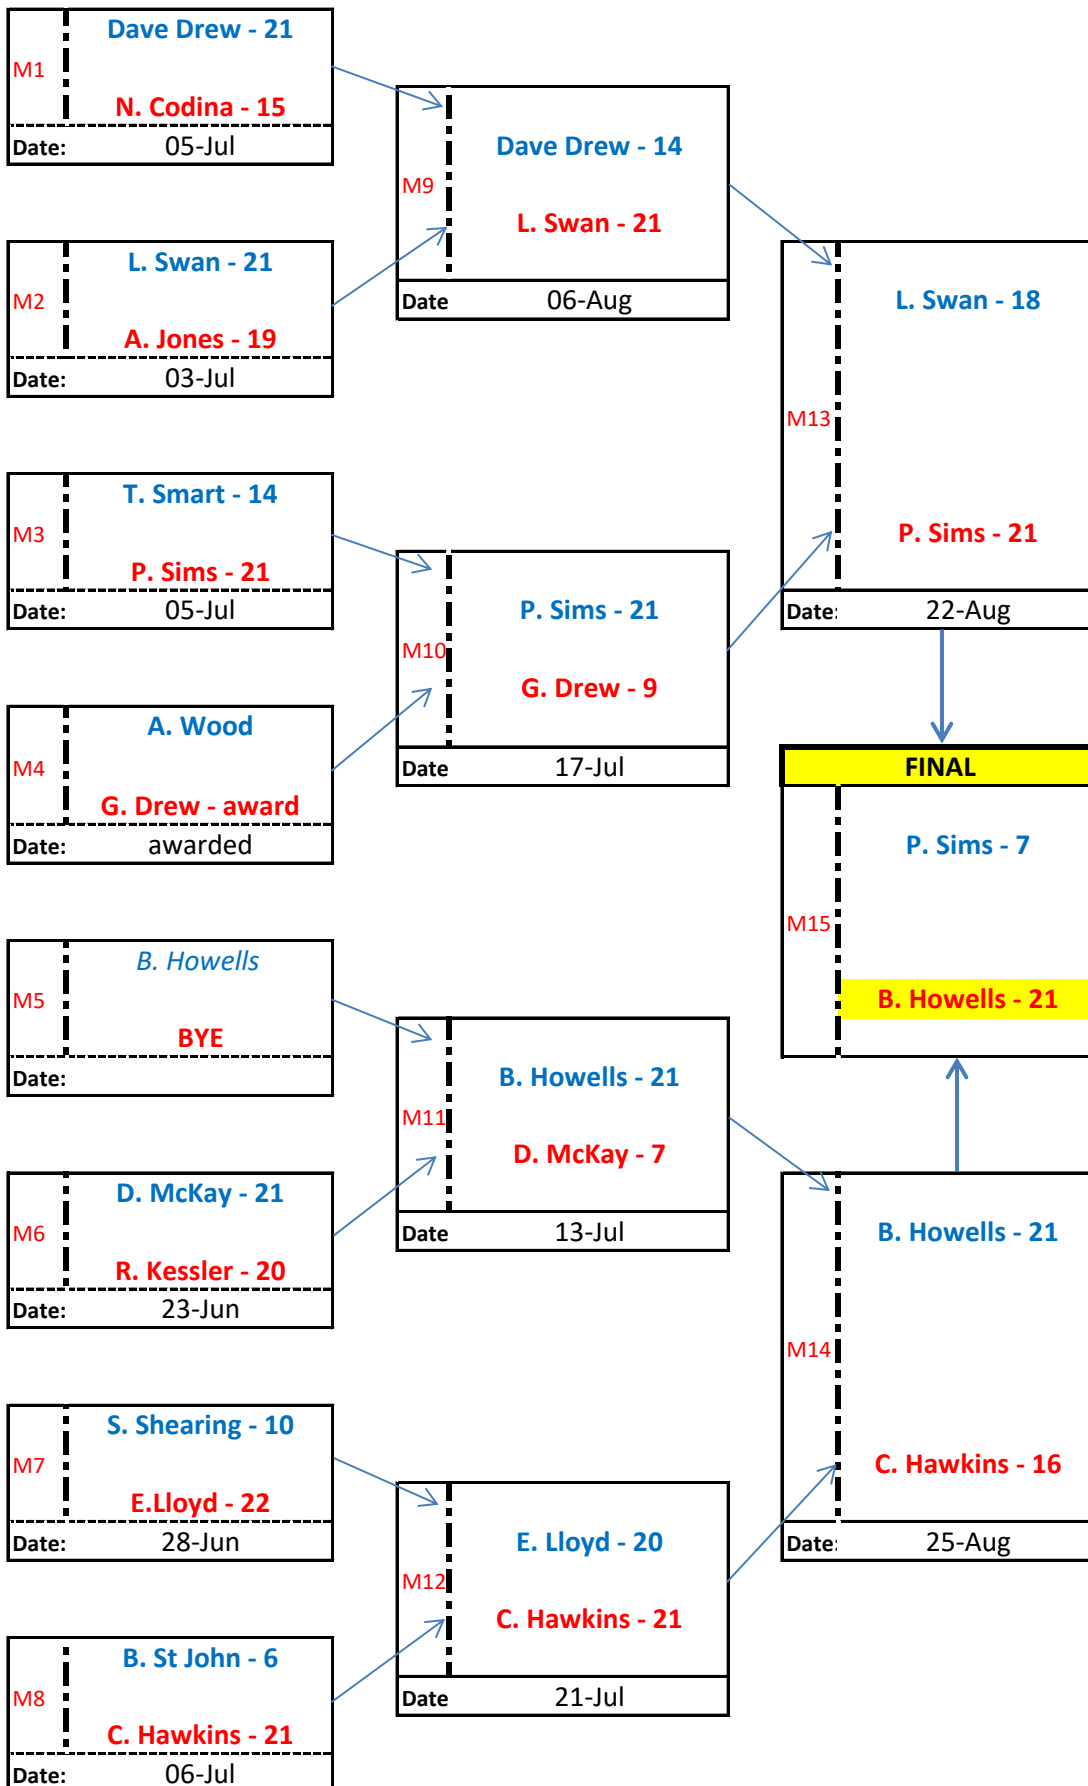 Dave Drew - 21
M1
N. Codina - 15
Date: 05-Jul
L. Swan - 21
M2
A. Jones - 19
Date: 03-Jul
T. Smart - 14
M3
P. Sims - 21
Date: 05-Jul
A. Wood
M4
G. Drew - award
Date: awarded
B. Howells
M5
BYE
Date:
D. McKay - 21
M6
R. Kessler - 20
Date: 23-Jun
S. Shearing - 10
M7
E.Lloyd - 22
Date: 28-Jun
B. St John - 6
M8
C. Hawkins - 21
Date: 06-Jul
Dave Drew - 14
M9
L. Swan - 21
Date 06-Aug
P. Sims - 21
M10
G. Drew - 9
Date 17-Jul
B. Howells - 21
M11
D. McKay - 7
Date 13-Jul
E. Lloyd - 20
M12
C. Hawkins - 21
Date 21-Jul
L. Swan - 18
M13
P. Sims - 21
Date: 22-Aug
FINAL
P. Sims - 7
M15
B. Howells - 21
B. Howells - 21
M14
C. Hawkins - 16
Date: 25-Aug